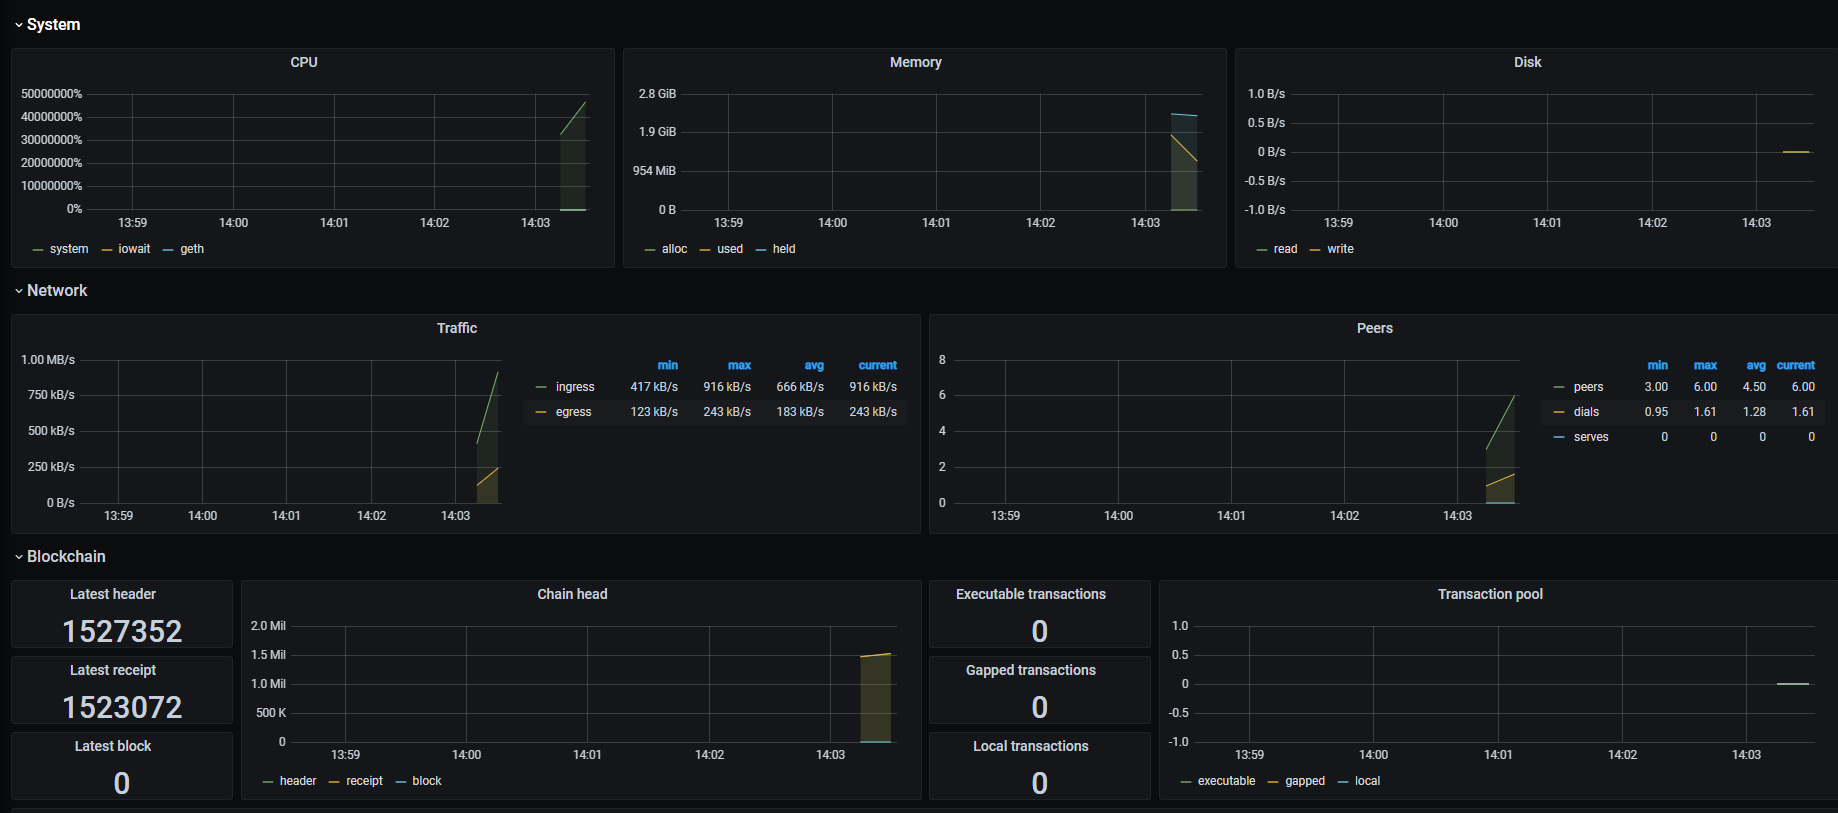 System
CPU
50000000%
40000000%
30000000%
20000000%
10000000%
0%
13:59 14:00 14:01 14:02 14:03
system iowait geth
Memory
2.8 GiB
1.9 GiB
954 MiB
0 B
13:59 14:00 14:01 14:02 14:03
alloc used held
Disk
1.0 B/s
0.5 B/s
0 B/s
-0.5 B/s
-1.0 B/s
13:59 14:00 14:01 14:02 14:03
read write
Network
Traffic
1.00 MB/s
750 kB/s
500 kB/s
250 kB/s
0 B/s
13:59 14:00 14:01 14:02 14:03
min max avg current
ingress 417 kB/s 916 kB/s 666 kB/s 916 kB/s
egress 123 kB/s 243 kB/s 183 kB/s 243 kB/s
Peers
8
6
4
2
0
13:59 14:00 14:01 14:02 14:03
min max avg current
peers 3.00 6.00 4.50 6.00
dials 0.95 1.61 1.28 1.61
serves 0 0 0 0
Blockchain
Latest header
1527352
Latest receipt
1523072
Latest block
0
Chain head
2.0 Mil
1.5 Mil
1.0 Mil
500 K
0
13:59 14:00 14:01 14:02 14:03
header receipt block
Executable transactions
0
Gapped transactions
0
Local transactions
0
Transaction pool
1.0
0.5
0
-0.5
-1.0
13:59 14:00 14:01 14:02 14:03
executable gapped local